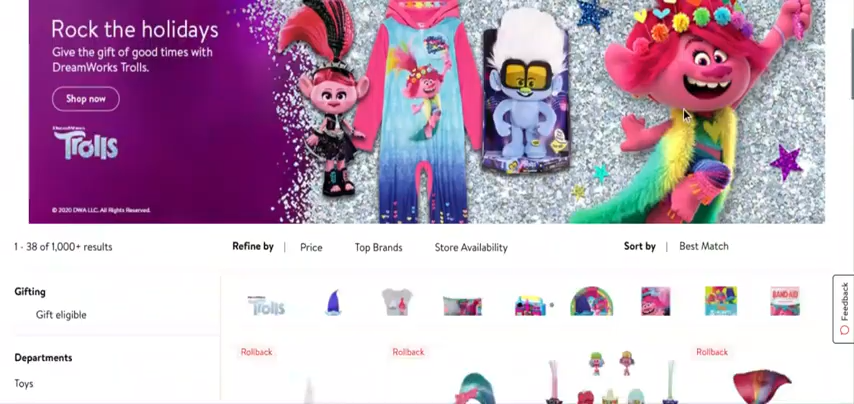 Rock the holidays
Give the gift of good times with
DreamWorks Trolls.
Shop now
Trolls
© 2020 DWA LLC. All Rights Reserved.
1 - 38 of 1,000+ results
Refine by | Price Top Brands Store Availability
Sort by | Best Match
Gifting
Gift eligible
Departments
Toys
Trolls
BAND-AID
Rollback
Rollback
Rollback
Feedback